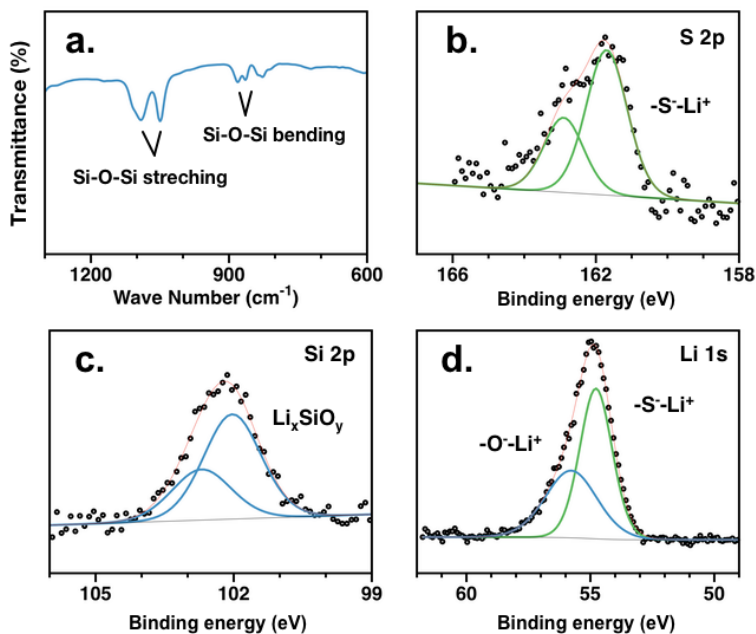 a.
Transmittance (%)
Si-O-Si bending
Si-O-Si streching
1200 900 600
Wave Number (cm⁻¹)
b.
S 2p
-S⁻-Li⁺
166 162 158
Binding energy (eV)
c.
Si 2p
LiₓSiOᵧ
105 102 99
Binding energy (eV)
d.
Li 1s
-S⁻-Li⁺
-O⁻-Li⁺
60 55 50
Binding energy (eV)